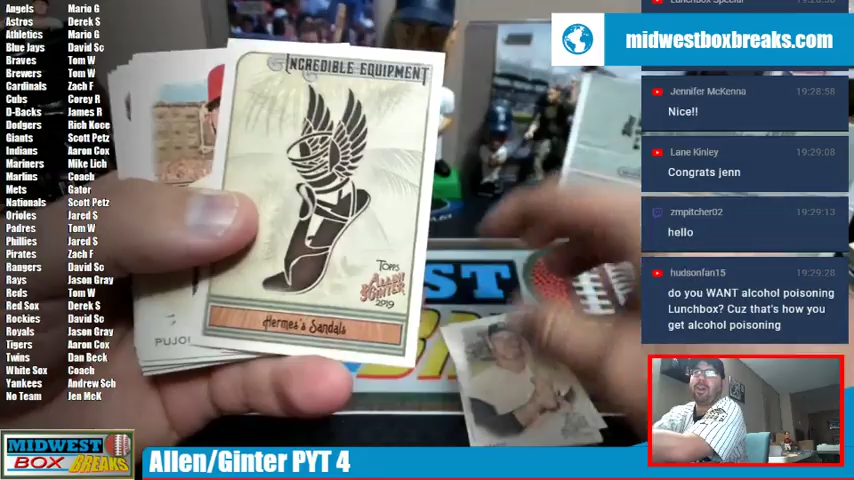 Angels Mario G
Astros Derek S
Athletics Mario G
Blue Jays David Sc
Braves Tom W
Brewers Tom W
Cardinals Zach F
Cubs Corey R
D-Backs James R
Dodgers Rich Koce
Giants Scott Petz
Indians Aaron Cox
Mariners Mike Lich
Marlins Coach
Mets Gator
Nationals Scott Petz
Orioles Jared S
Padres Tom W
Phillies Jared S
Pirates Zach F
Rangers David Sc
Rays Jason Gray
Reds Tom W
Red Sox Derek S
Rockies David Sc
Royals Jason Gray
Tigers Aaron Cox
Twins Dan Beck
White Sox Coach
Yankees Andrew Sch
No Team Jen McK
MIDWEST
BOX BREAKS
INCREDIBLE EQUIPMENT
TOPPS
ALLEN & GINTER
2019
Hermes's Sandals
PUJOL
Allen/Ginter PYT 4
midwestboxbreaks.com
Jennifer McKenna 19:28:58
Nice!!
Lane Kinley 19:29:08
Congrats jenn
zmpitcher02 19:29:13
hello
hudsonfan15 19:29:28
do you WANT alcohol poisoning
Lunchbox? Cuz that's how you
get alcohol poisoning